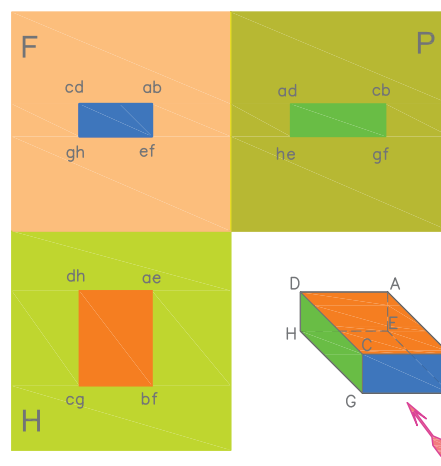 F P
cd ab ad cb
gh ef he gf
dh ae
D A
H E
C
cg bf G
H